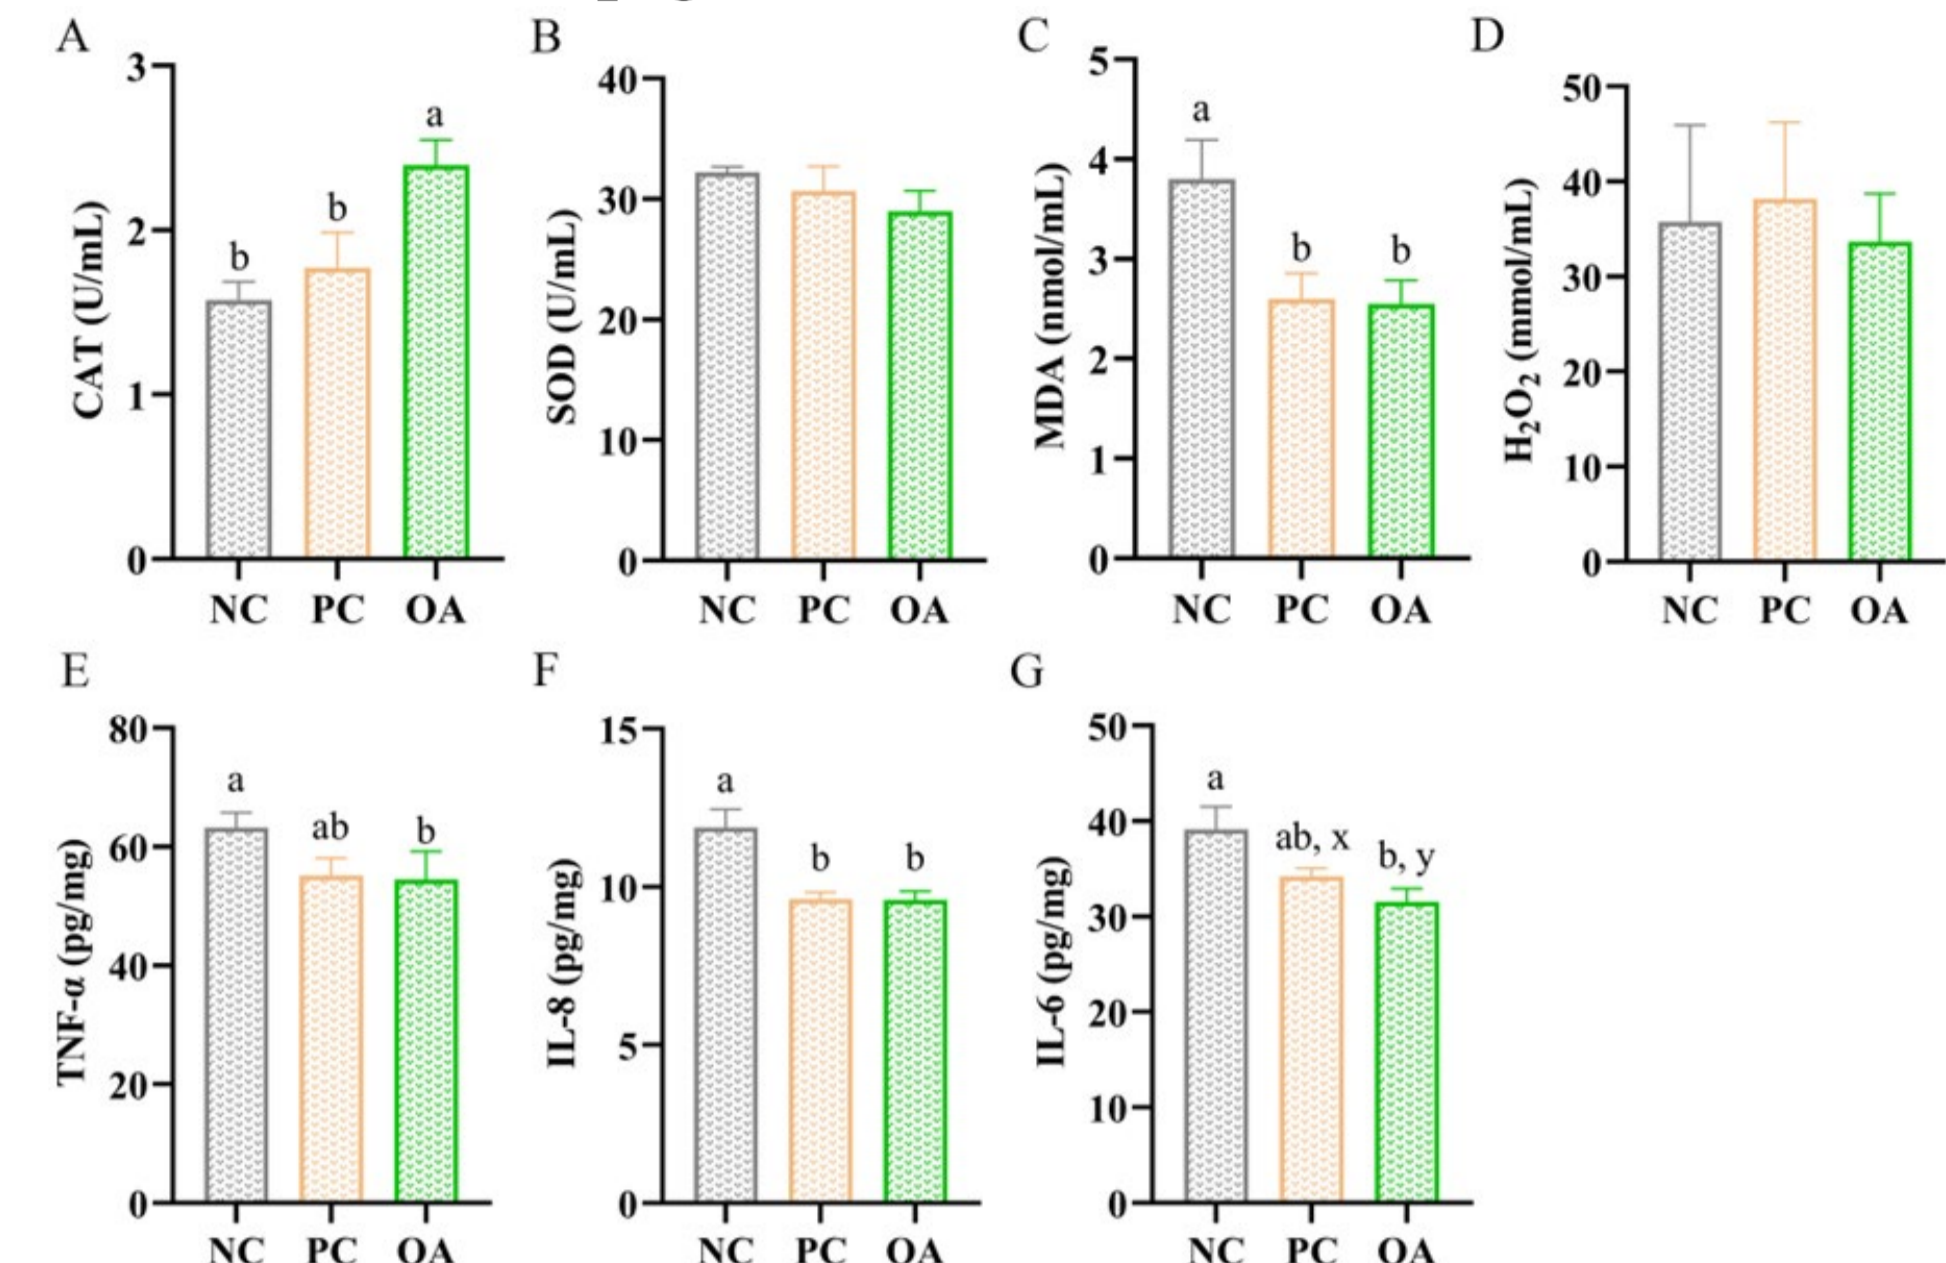 A
CAT (U/mL)
3
2
1
0
b
b
a
NC PC OA
B
SOD (U/mL)
40
30
20
10
0
NC PC OA
C
MDA (nmol/mL)
5
4
3
2
1
0
a
b
b
NC PC OA
D
H₂O₂ (mmol/mL)
50
40
30
20
10
0
NC PC OA
E
TNF-α (pg/mg)
80
60
40
20
0
a
ab
b
NC PC OA
F
IL-8 (pg/mg)
15
10
5
0
a
b
b
NC PC OA
G
IL-6 (pg/mg)
50
40
30
20
10
0
a
ab, x
b, y
NC PC OA